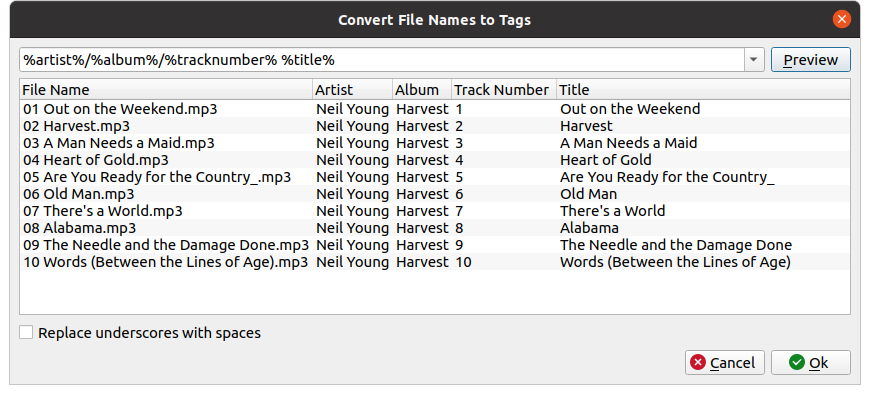 Convert File Names to Tags
%artist%/%album%/%tracknumber% %title% Preview
File Name Artist Album Track Number Title
01 Out on the Weekend.mp3 Neil Young Harvest 1 Out on the Weekend
02 Harvest.mp3 Neil Young Harvest 2 Harvest
03 A Man Needs a Maid.mp3 Neil Young Harvest 3 A Man Needs a Maid
04 Heart of Gold.mp3 Neil Young Harvest 4 Heart of Gold
05 Are You Ready for the Country_.mp3 Neil Young Harvest 5 Are You Ready for the Country_
06 Old Man.mp3 Neil Young Harvest 6 Old Man
07 There's a World.mp3 Neil Young Harvest 7 There's a World
08 Alabama.mp3 Neil Young Harvest 8 Alabama
09 The Needle and the Damage Done.mp3 Neil Young Harvest 9 The Needle and the Damage Done
10 Words (Between the Lines of Age).mp3 Neil Young Harvest 10 Words (Between the Lines of Age)
Replace underscores with spaces
Cancel Ok